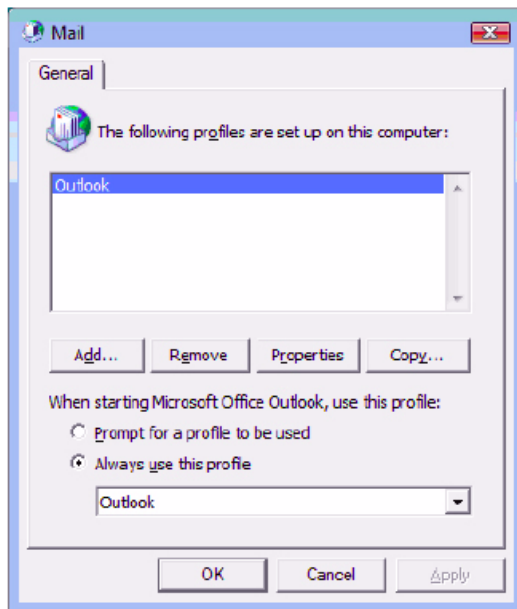 Mail
General
The following profiles are set up on this computer:
Outlook
Add... Remove Properties Copy...
When starting Microsoft Office Outlook, use this profile:
Prompt for a profile to be used
Always use this profile
Outlook
OK Cancel Apply